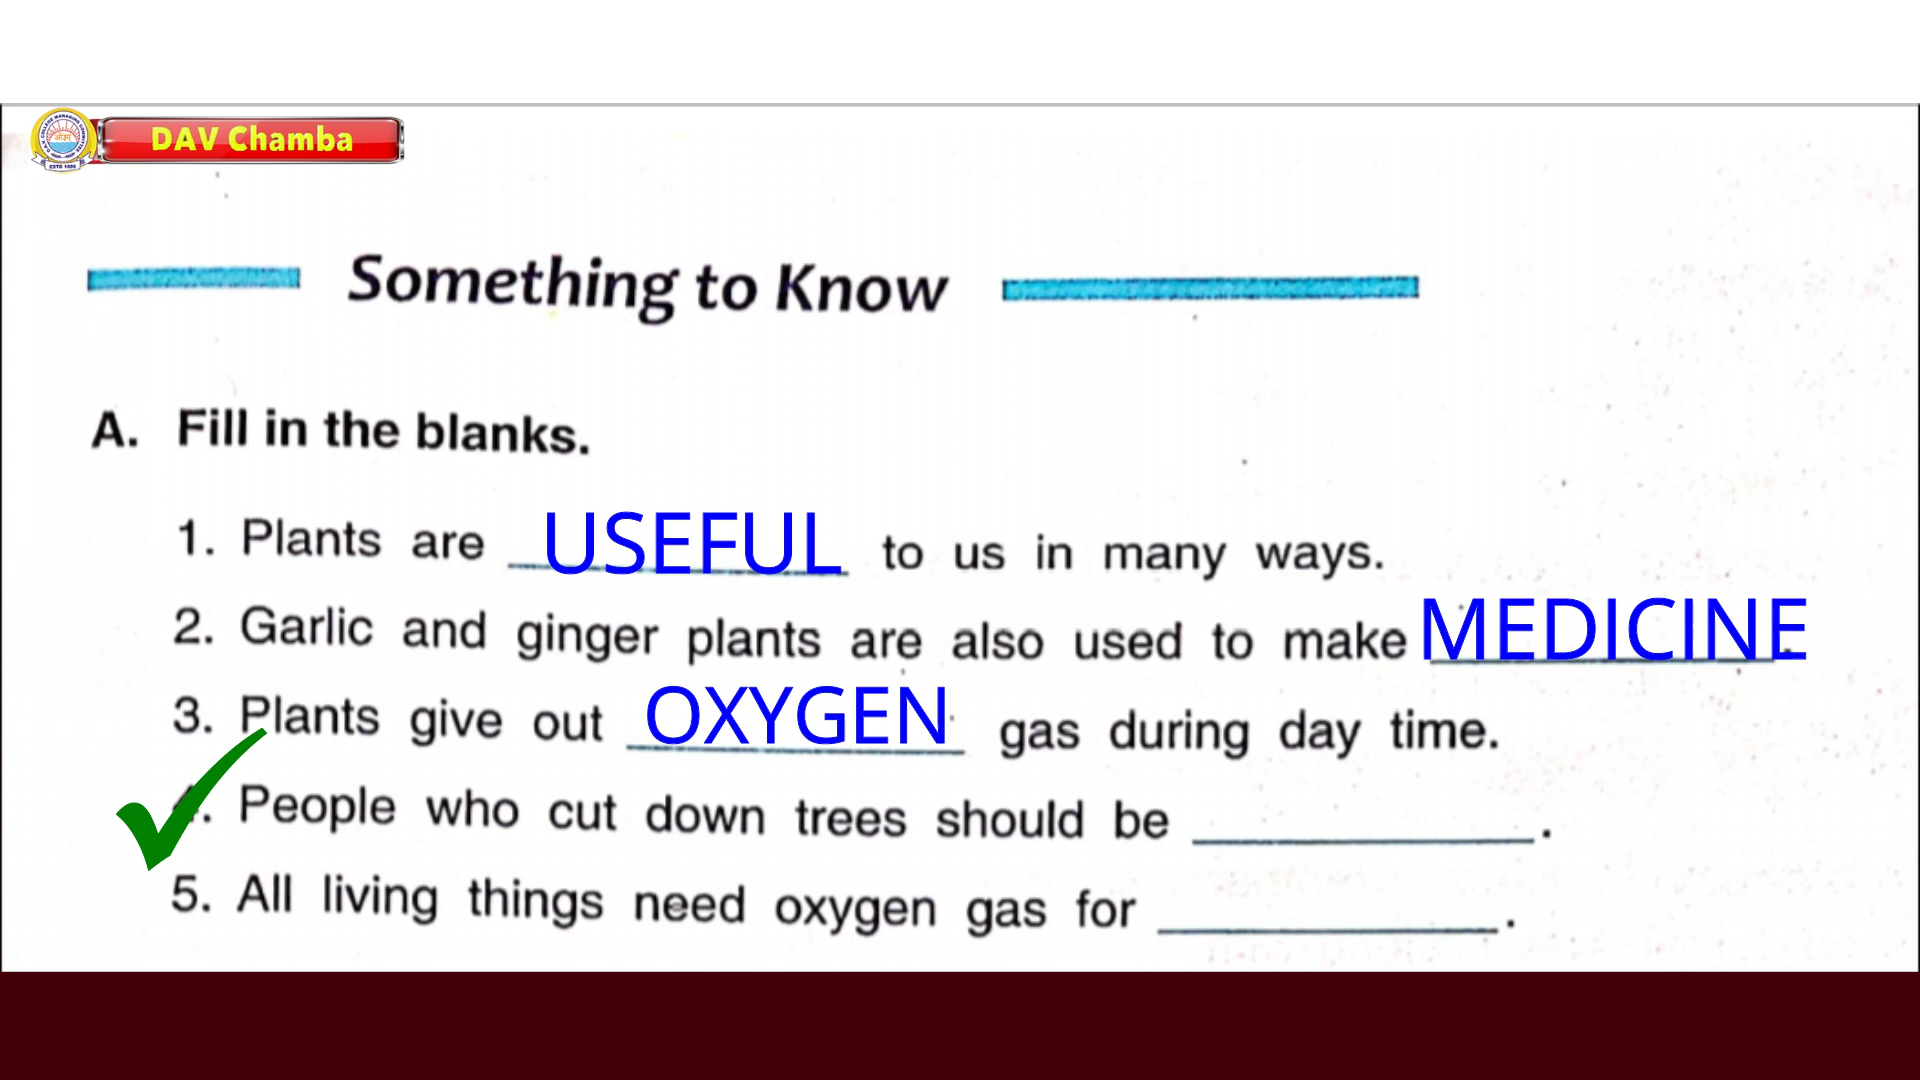 DAV Chamba
Something to Know
A. Fill in the blanks.
1. Plants are USEFUL to us in many ways.
2. Garlic and ginger plants are also used to make MEDICINE.
3. Plants give out OXYGEN gas during day time.
4. People who cut down trees should be ________.
5. All living things need oxygen gas for ________.